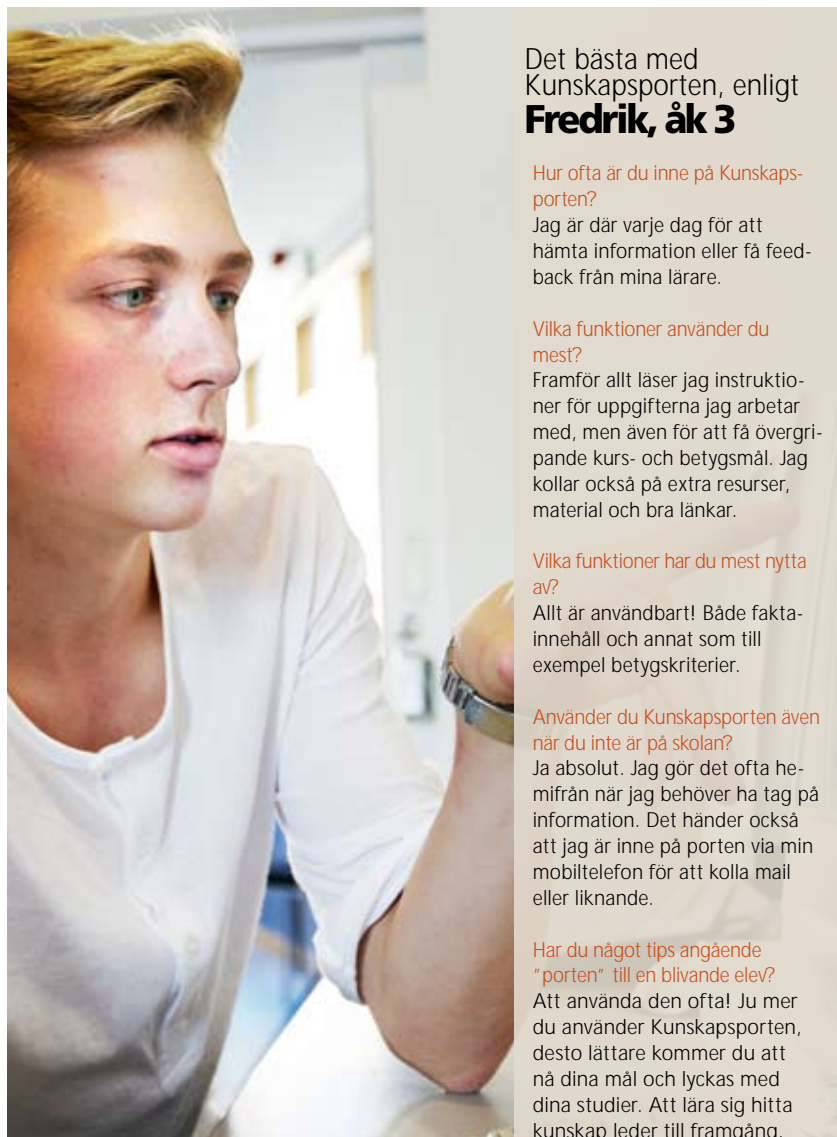 Det bästa med
Kunskapsporten, enligt
Fredrik, åk 3
Hur ofta är du inne på Kunskaps-
porten?
Jag är där varje dag för att
hämta information eller få feed-
back från mina lärare.
Vilka funktioner använder du
mest?
Framför allt läser jag instruktio-
ner för uppgifterna jag arbetar
med, men även för att få övergri-
pande kurs- och betygsmål. Jag
kollar också på extra resurser,
material och bra länkar.
Vilka funktioner har du mest nytta
av?
Allt är användbart! Både fakta-
innehåll och annat som till
exempel betygskriterier.
Använder du Kunskapsporten även
när du inte är på skolan?
Ja absolut. Jag gör det ofta he-
mifrån när jag behöver ha tag på
information. Det händer också
att jag är inne på porten via min
mobiltelefon för att kolla mail
eller liknande.
Har du något tips angående
"porten" till en blivande elev?
Att använda den ofta! Ju mer
du använder Kunskapsporten,
desto lättare kommer du att
nå dina mål och lyckas med
dina studier. Att lära sig hitta
kunskap leder till framgång.